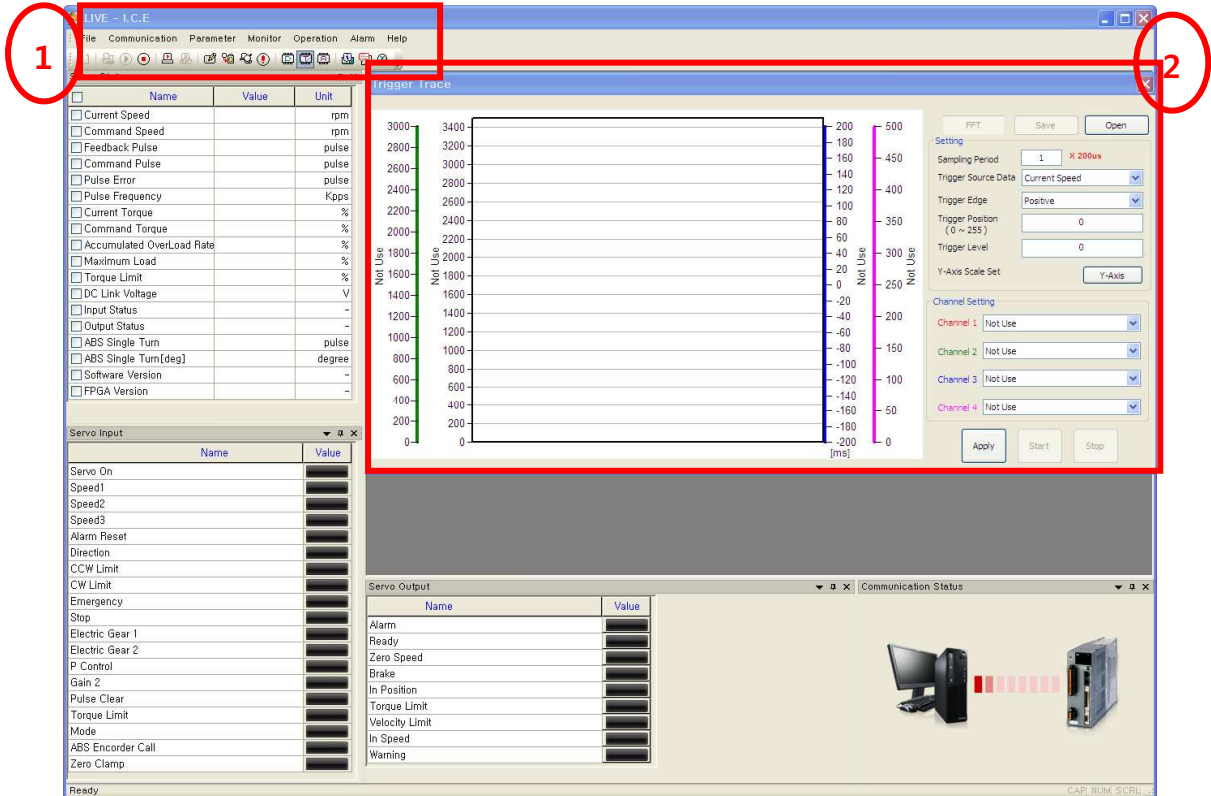 LIVE - I.C.E
File Communication Parameter Monitor Operation Alarm Help
1
2
Name Value Unit
Current Speed rpm
Command Speed rpm
Feedback Pulse pulse
Command Pulse pulse
Pulse Error pulse
Pulse Frequency Kpps
Current Torque %
Command Torque %
Accumulated OverLoad Rate %
Maximum Load %
Torque Limit %
DC Link Voltage V
Input Status -
Output Status -
ABS Single Turn pulse
ABS Single Turn[deg] degree
Software Version -
FPGA Version -
Servo Input
Name Value
Servo On
Speed1
Speed2
Speed3
Alarm Reset
Direction
CCW Limit
CW Limit
Emergency
Stop
Electric Gear 1
Electric Gear 2
P Control
Gain 2
Pulse Clear
Torque Limit
Mode
ABS Encorder Call
Zero Clamp
Trigger Trace
3000
2800
2600
2400
2200
2000
1800
1600
1400
1200
1000
800
600
400
200
0
Not Use
3400
3200
3000
2800
2600
2400
2200
2000
1800
1600
1400
1200
1000
800
600
400
200
0
Not Use
200
180
160
140
120
100
80
60
40
20
0
-20
-40
-60
-80
-100
-120
-140
-160
-180
-200
Not Use
[ms]
500
450
400
350
300
250
200
150
100
50
0
Not Use
FFT Save Open
Setting
Sampling Period 1 X 200us
Trigger Source Data Current Speed
Trigger Edge Positive
Trigger Position 0
( 0 ~ 255 )
Trigger Level 0
Y-Axis Scale Set Y-Axis
Channel Setting
Channel 1 Not Use
Channel 2 Not Use
Channel 3 Not Use
Channel 4 Not Use
Apply Start Stop
Servo Output
Name Value
Alarm
Ready
Zero Speed
Brake
In Position
Torque Limit
Velocity Limit
In Speed
Warning
Communication Status
Ready
CAP NUM SCRL